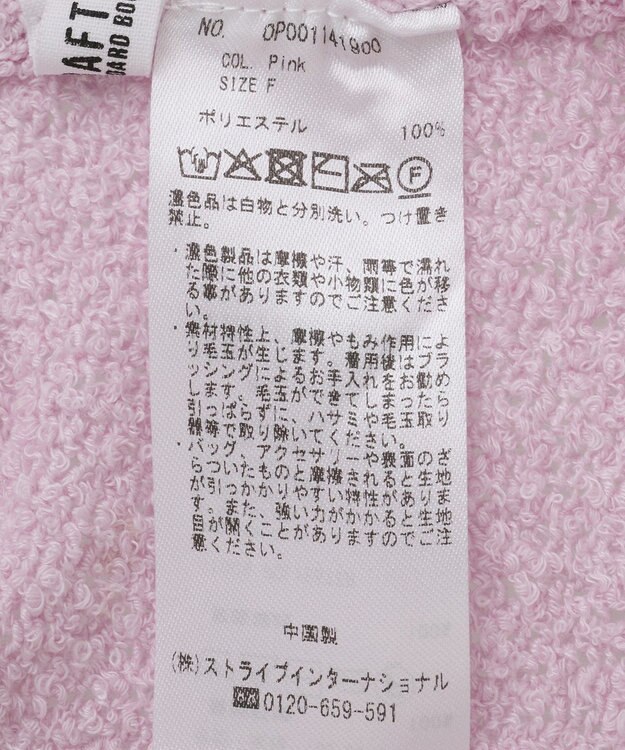 AFT
DARD BO
NO. OP001141900
COL. Pink
SIZE F
ポリエステル 100%
F
濃色品は白物と分別洗い。つけ置き
禁止。
・濃色製品は摩擦や汗、雨等で濡れ
た際に他の衣類や小物類に色が移
る事がありますのでご注意くださ
い。
・素材特性上、摩擦やもみ作用によ
り毛玉が生じます。着用後はブラ
ッシングによるお手入れをお勧め
します。毛玉ができてしまったら
引っぱらずに、ハサミや毛玉取り
器等で取り除いてください。
・バッグ、アクセサリーや表面のざ
らついたものと摩擦されると生地
が引っかかりやすい特性がありま
す。また、強い力がかかると生地
目が開くことがありますのでご注
意ください。
中国製
(株)ストライプインターナショナル
0120-659-591